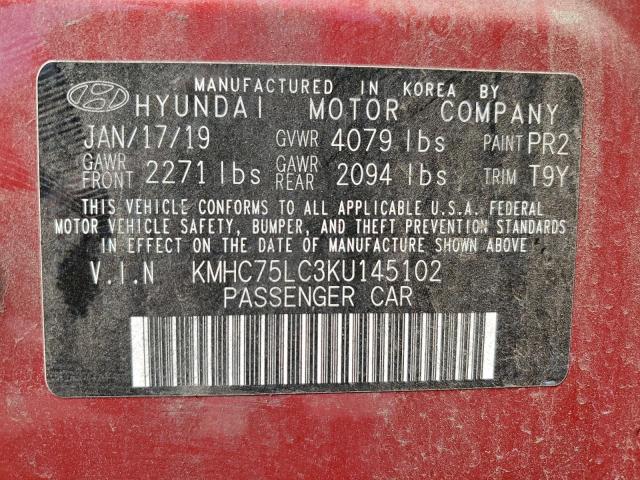 MANUFACTURED IN KOREA BY
HYUNDAI MOTOR COMPANY
JAN/17/19 GVWR 4079 lbs PAINT PR2
GAWR FRONT 2271 lbs GAWR REAR 2094 lbs TRIM T9Y
THIS VEHICLE CONFORMS TO ALL APPLICABLE U.S.A. FEDERAL
MOTOR VEHICLE SAFETY, BUMPER, AND THEFT PREVENTION STANDARDS
IN EFFECT ON THE DATE OF MANUFACTURE SHOWN ABOVE.
V.I.N KMHC75LC3KU145102
PASSENGER CAR